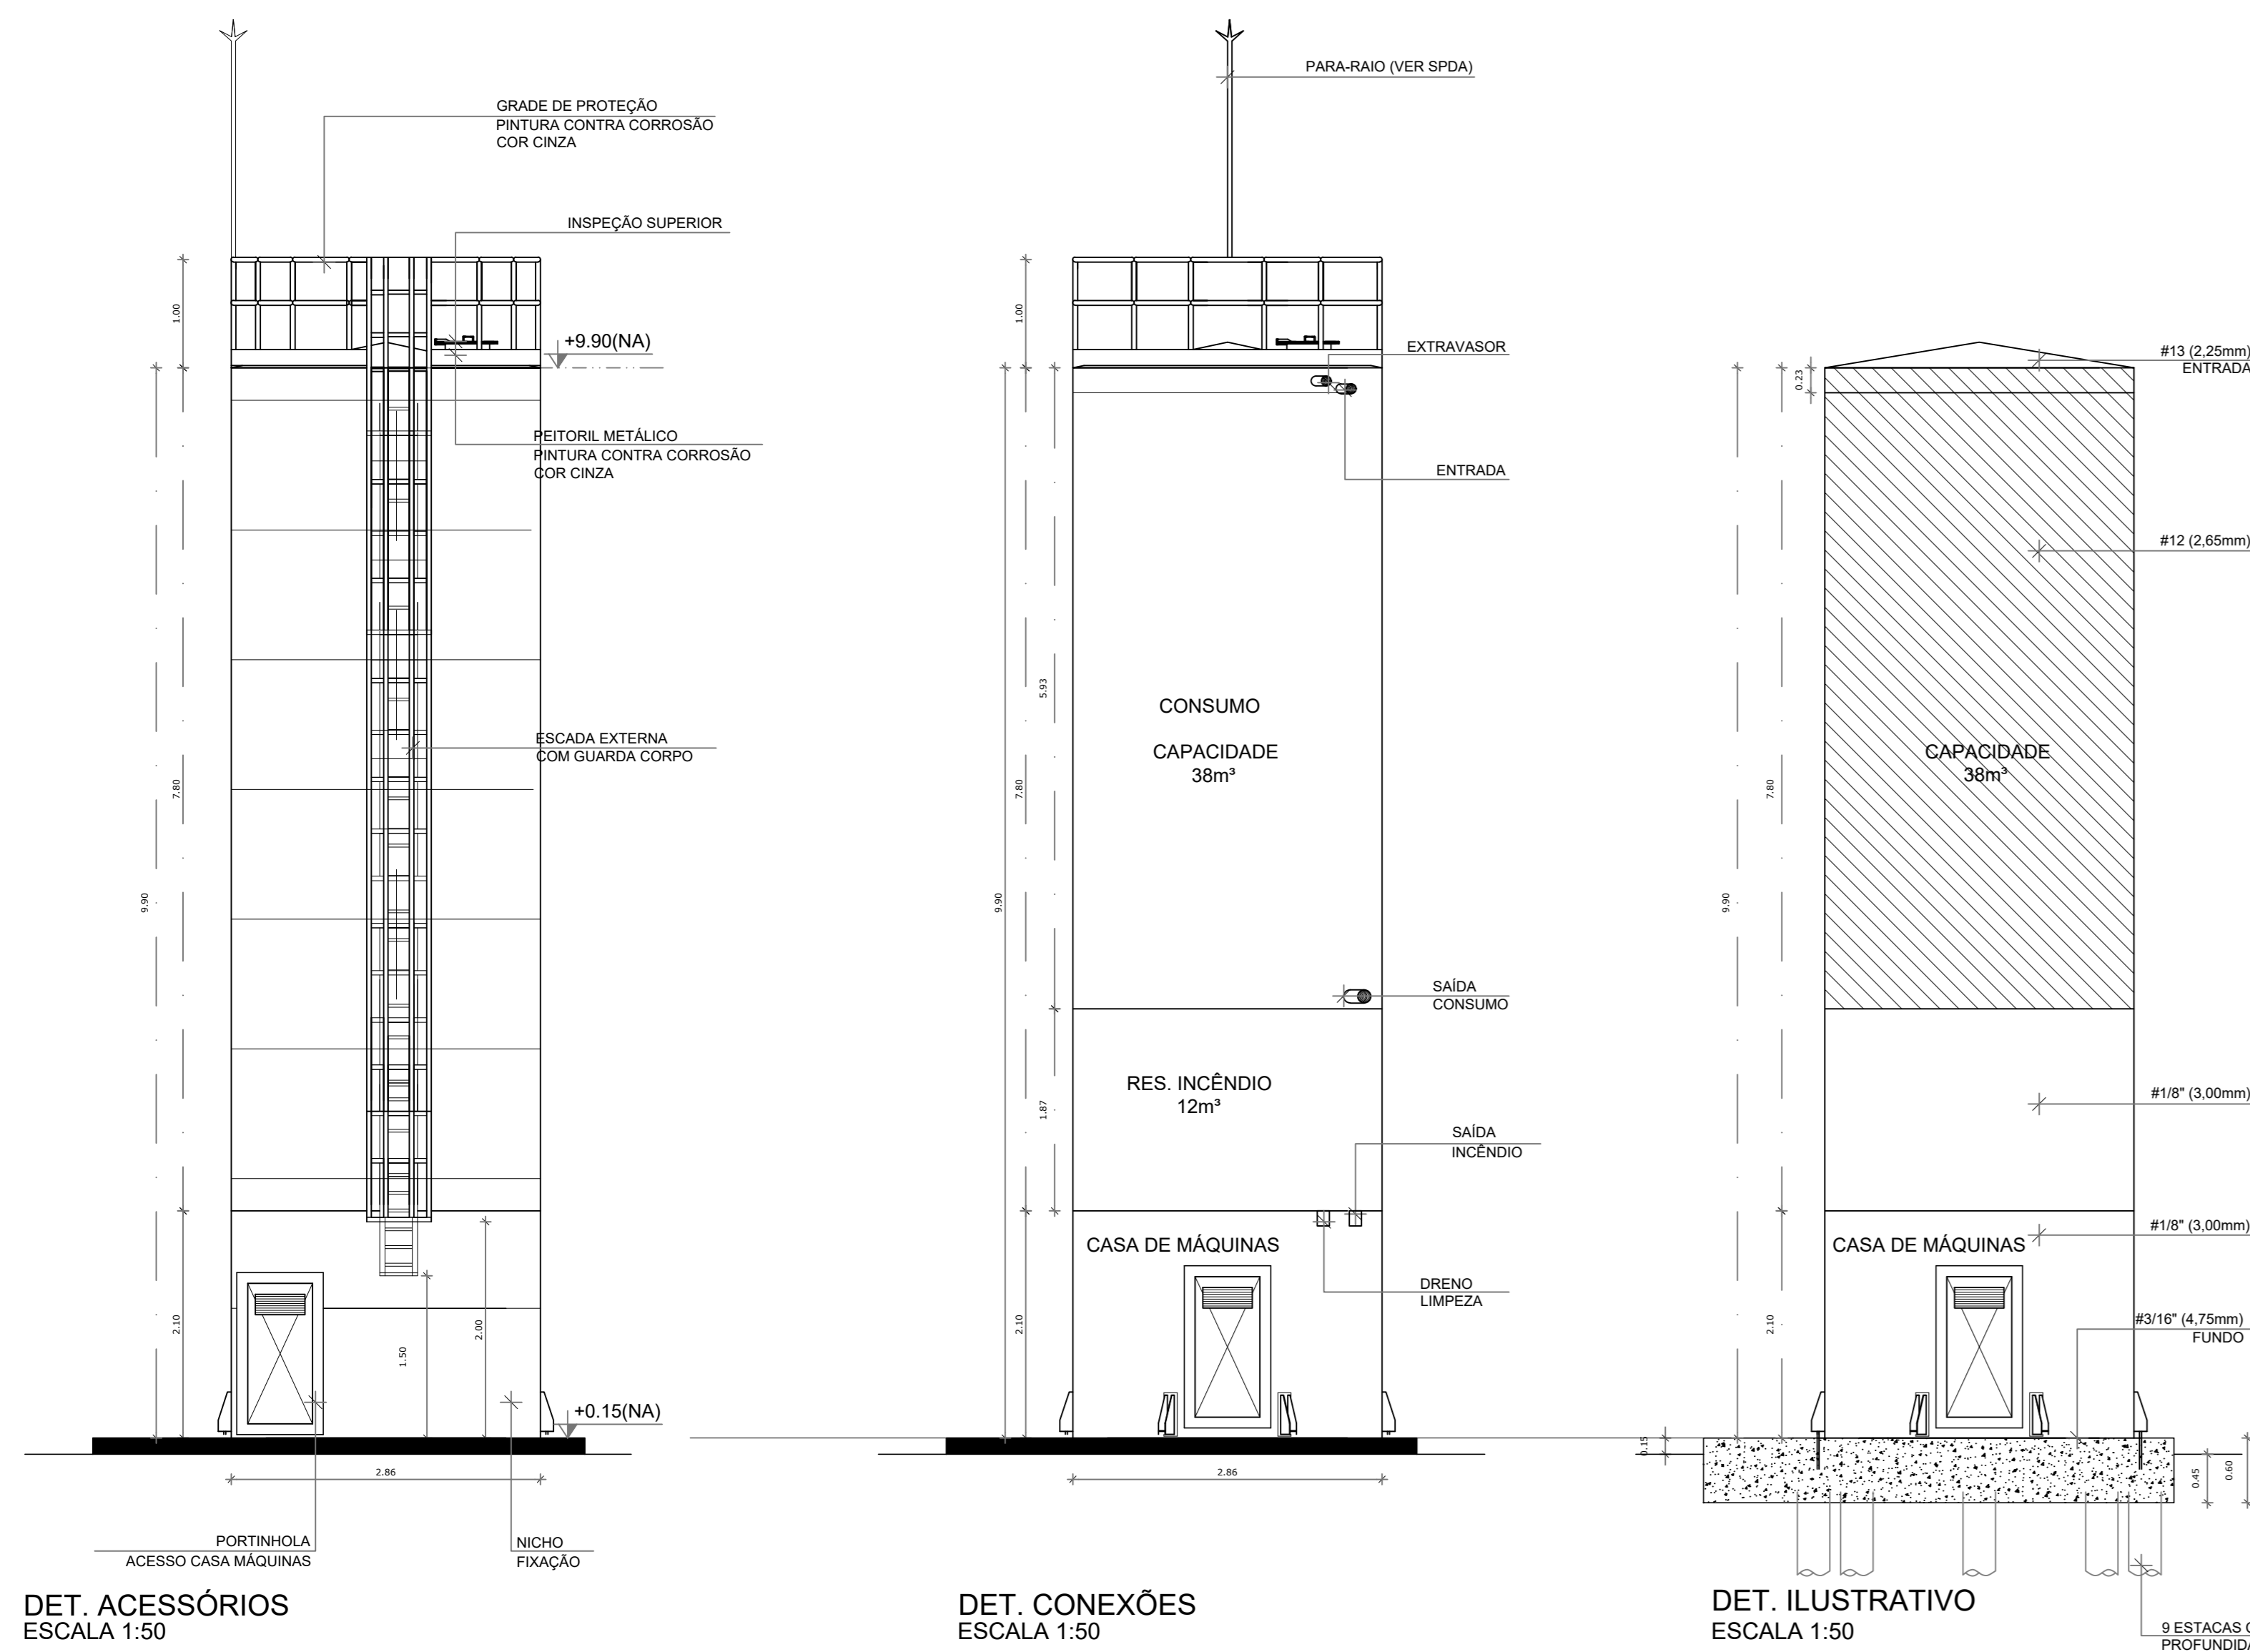 GRADE DE PROTEÇÃO
PINTURA CONTRA CORROSÃO
COR CINZA
INSPEÇÃO SUPERIOR
1.00
+9.90(NA)
PEITORIL METÁLICO
PINTURA CONTRA CORROSÃO
COR CINZA
ESCADA EXTERNA
COM GUARDA CORPO
7.80
9.90
2.10
2.00
1.50
+0.15(NA)
2.86
PORTINHOLA
ACESSO CASA MÁQUINAS
NICHO
FIXAÇÃO
DET. ACESSÓRIOS
ESCALA 1:50
PARA-RAIO (VER SPDA)
1.00
EXTRAVASOR
ENTRADA
5.93
CONSUMO
CAPACIDADE
38m³
7.80
9.90
SAÍDA
CONSUMO
RES. INCÊNDIO
12m³
1.87
SAÍDA
INCÊNDIO
CASA DE MÁQUINAS
DRENO
LIMPEZA
2.10
2.86
DET. CONEXÕES
ESCALA 1:50
#13 (2,25mm)
ENTRADA
0.23
#12 (2,65mm)
CAPACIDADE
38m³
7.80
9.90
#1/8" (3,00mm)
#1/8" (3,00mm)
CASA DE MÁQUINAS
#3/16" (4,75mm)
FUNDO
2.10
0.15
0.45
0.60
DET. ILUSTRATIVO
ESCALA 1:50
9 ESTACAS